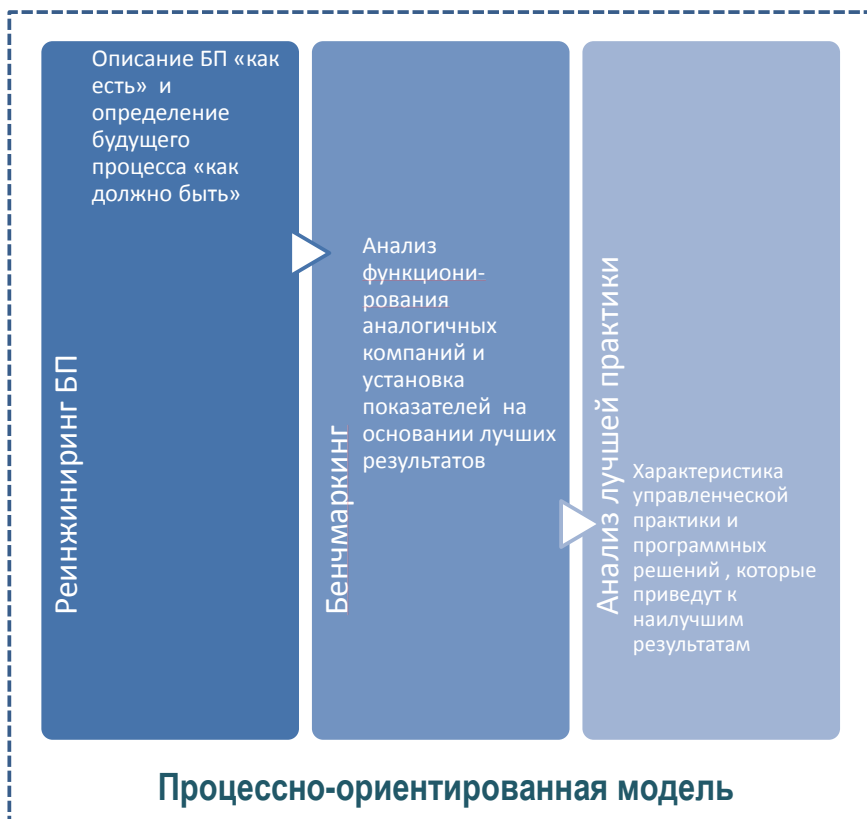 Описание БП «как
есть»  и
определение
будущего
процесса «как
должно быть»
Реинжиниринг БП
Анализ
функциони-
рования
аналогичных
компаний и
установка
показателей  на
основании лучших
результатов
Бенчмаркинг
Характеристика
управленческой
практики и
программных
решений , которые
приведут к
наилучшим
результатам
Анализ лучшей практики
Процессно-ориентированная модель